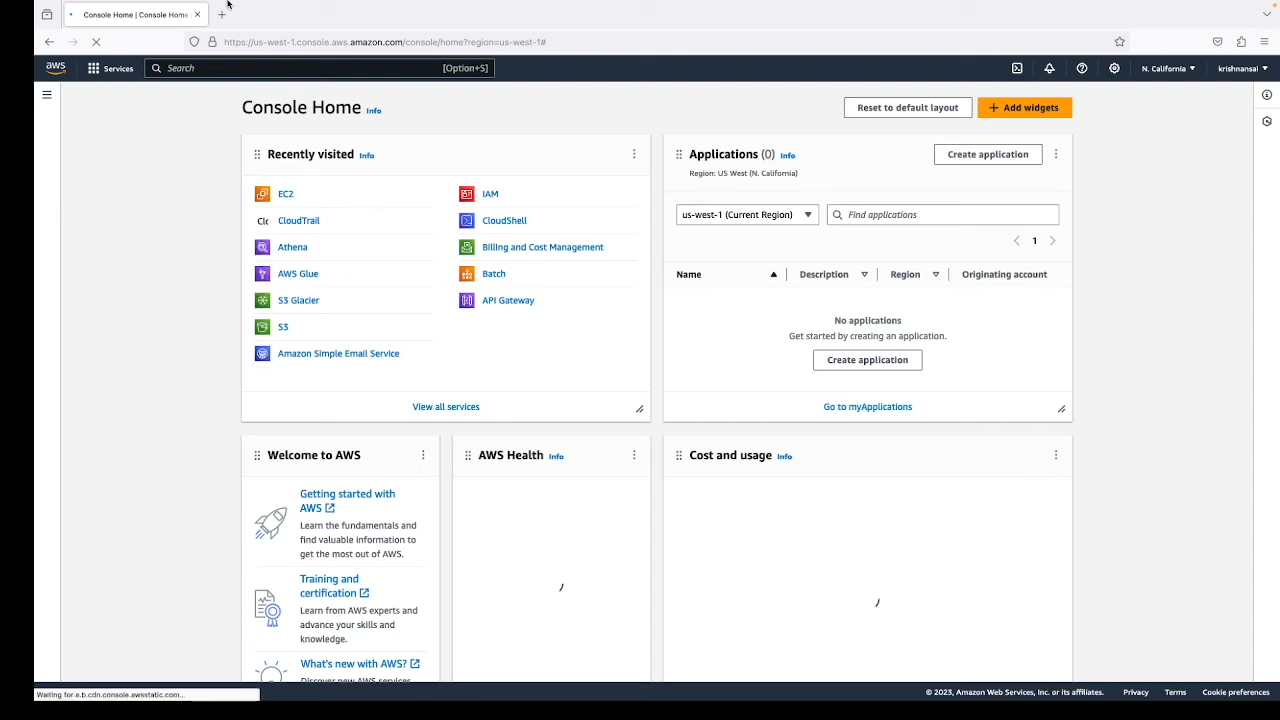 Console Home | Console Home
https://us-west-1.console.aws.amazon.com/console/home?region=us-west-1#
aws
Services
Search
[Option+S]
N. California
krishnansai
Console Home Info
Reset to default layout
Add widgets
Recently visited Info
EC2
CloudTrail
Athena
AWS Glue
S3 Glacier
S3
Amazon Simple Email Service
IAM
CloudShell
Billing and Cost Management
Batch
API Gateway
View all services
Applications (0) Info
Region: US West (N. California)
Create application
us-west-1 (Current Region)
Find applications
1
Name
Description
Region
Originating account
No applications
Get started by creating an application.
Create application
Go to myApplications
Welcome to AWS
Getting started with
AWS
Learn the fundamentals and
find valuable information to
get the most out of AWS.
Training and
certification
Learn from AWS experts and
advance your skills and
knowledge.
What's new with AWS?
Discover new AWS services
AWS Health Info
Cost and usage Info
Waiting for a.b.cdn.console.awsstatic.com...
© 2023, Amazon Web Services, Inc. or its affiliates.
Privacy
Terms
Cookie preferences